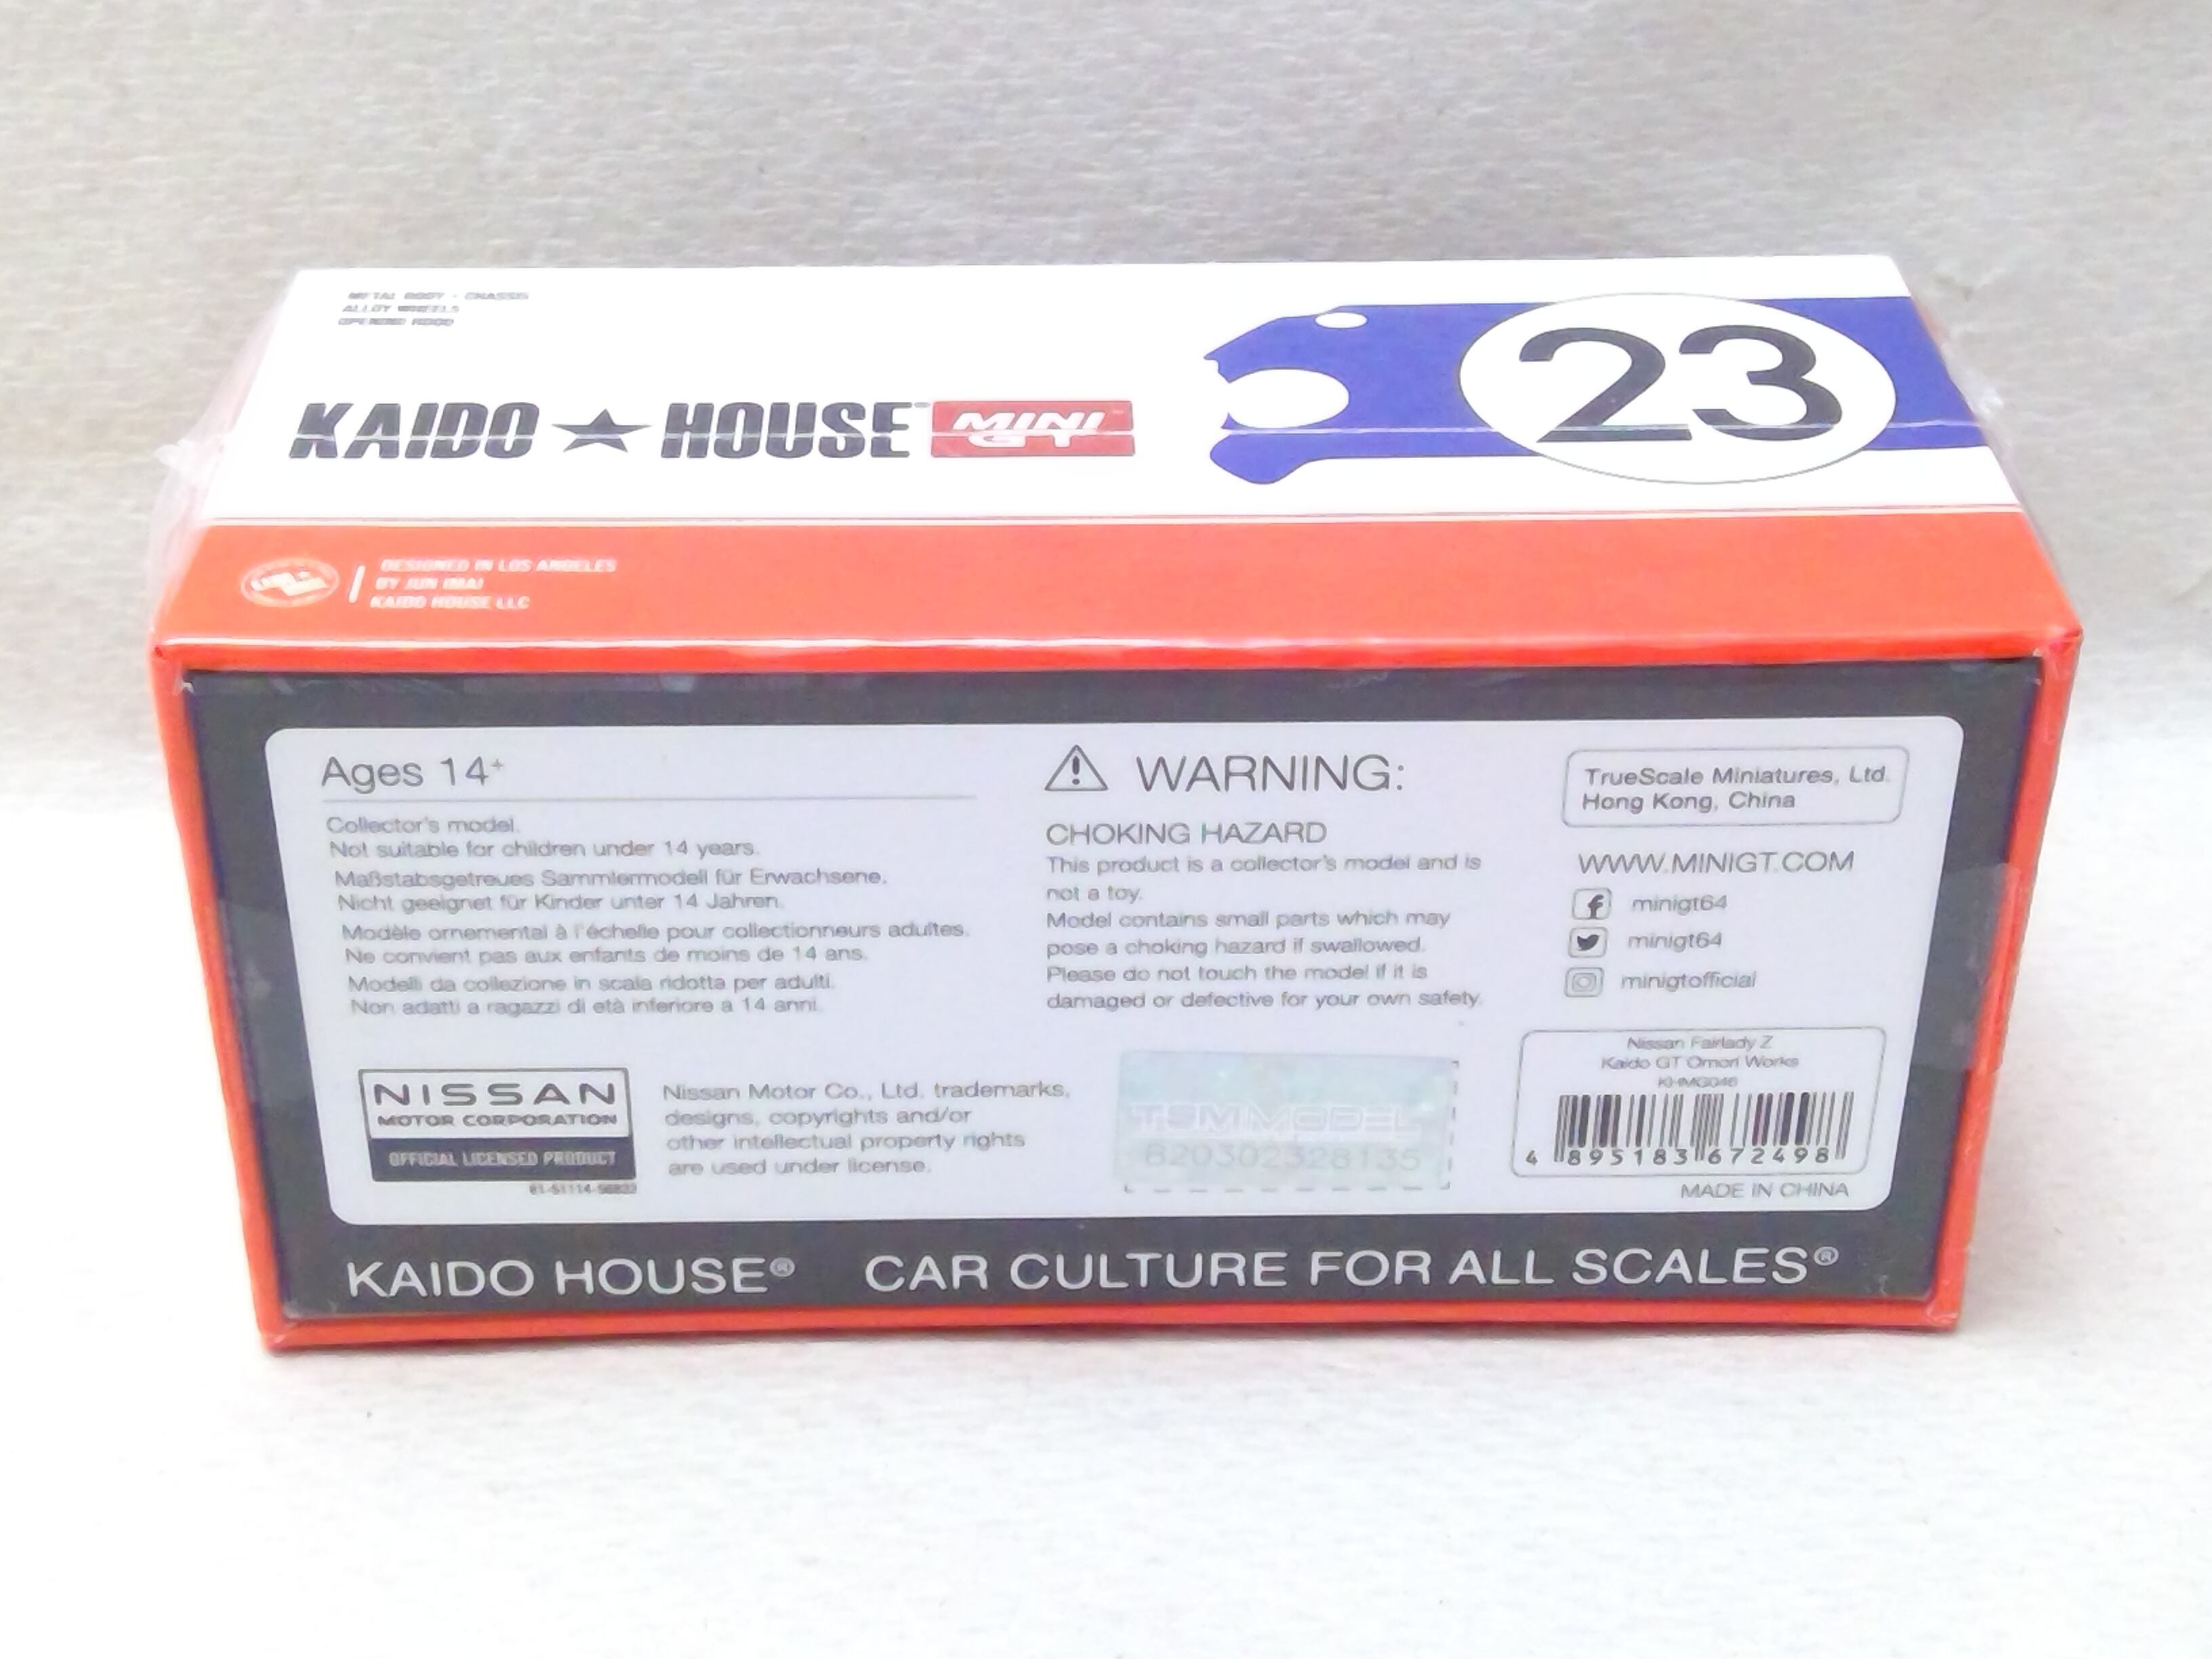 METAL BODY + CHASSIS
ALLOY WHEELS
OPENING HOOD
KAIDO★HOUSE™ MINI GT
23
DESIGNED IN LOS ANGELES
BY JUN IMAI
KAIDO HOUSE LLC
Ages 14+
Collector's model.
Not suitable for children under 14 years.
Maßstabsgetreues Sammlermodell für Erwachsene.
Nicht geeignet für Kinder unter 14 Jahren.
Modèle ornemental à l'échelle pour collectionneurs adultes.
Ne convient pas aux enfants de moins de 14 ans.
Modelli da collezione in scala ridotta per adulti.
Non adatti a ragazzi di età inferiore a 14 anni.
WARNING:
CHOKING HAZARD
This product is a collector's model and is
not a toy.
Model contains small parts which may
pose a choking hazard if swallowed.
Please do not touch the model if it is
damaged or defective for your own safety.
TrueScale Miniatures, Ltd.
Hong Kong, China
WWW.MINIGT.COM
minigt64
minigt64
minigtofficial
NISSAN
MOTOR CORPORATION
OFFICIAL LICENSED PRODUCT
Nissan Motor Co., Ltd. trademarks,
designs, copyrights and/or
other intellectual property rights
are used under license.
TSM MODEL
820302328135
Nissan Fairlady Z
Kaido GT Omori Works
KHMG046
4 895183 672498
MADE IN CHINA
KAIDO HOUSE® CAR CULTURE FOR ALL SCALES®